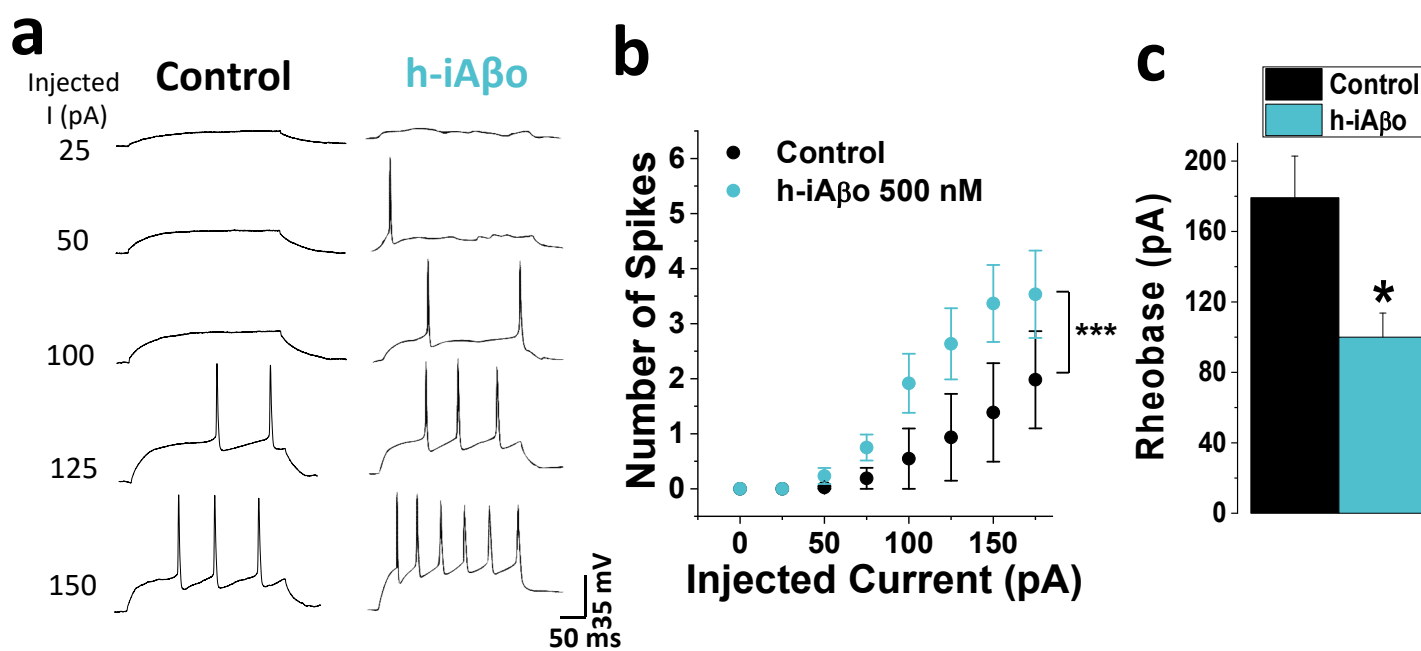 a
Injected
I (pA)
Control
h-iAβo
25
50
100
125
150
35 mV
50 ms
b
Number of Spikes
6
5
4
3
2
1
0
Control
h-iAβo 500 nM
***
0
50
100
150
Injected Current (pA)
c
Control
h-iAβo
Rheobase (pA)
200
160
120
80
40
0
*